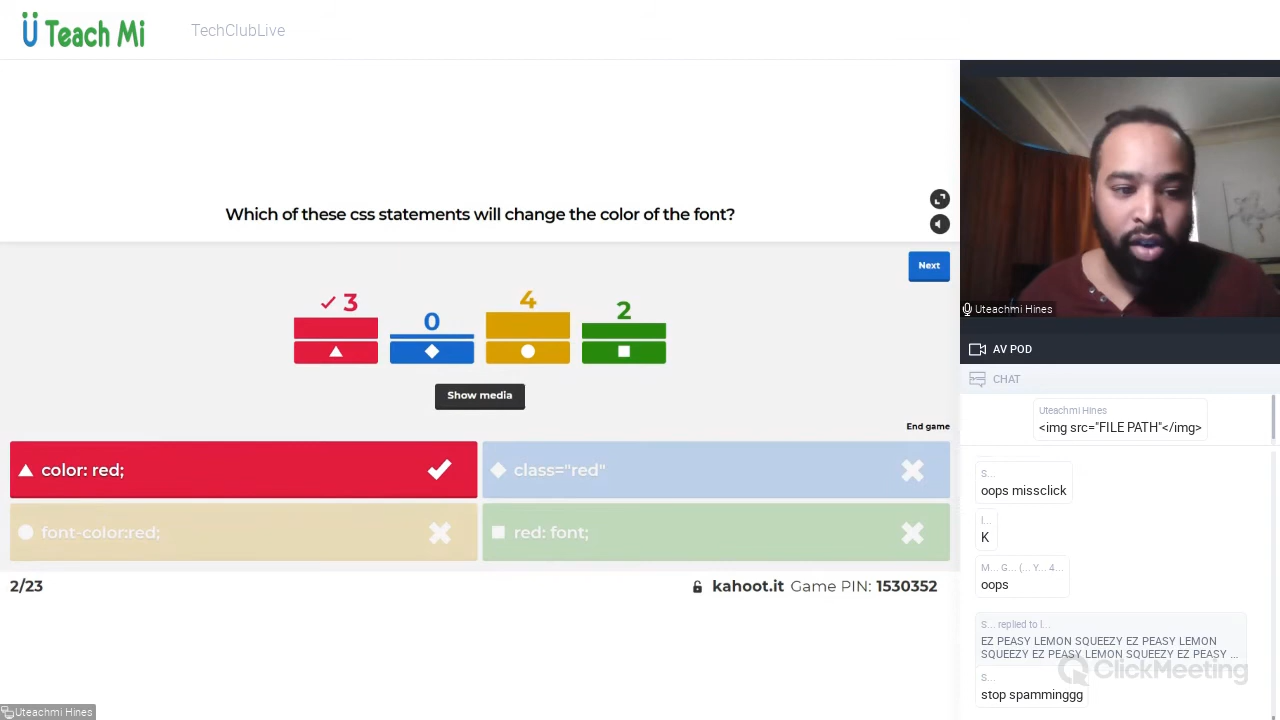 Ü Teach Mi
TechClubLive
Which of these css statements will change the color of the font?
Next
3
0
4
2
Show media
End game
color: red;
class="red"
font-color:red;
red: font;
2/23
kahoot.it Game PIN: 1530352
Uteachmi Hines
Uteachmi Hines
AV POD
CHAT
Uteachmi Hines
<img src="FILE PATH"</img>
S...
oops missclick
I...
K
M... G... (... Y... 4...
oops
S... replied to I...
EZ PEASY LEMON SQUEEZY EZ PEASY LEMON
SQUEEZY EZ PEASY LEMON SQUEEZY EZ PEASY ...
ClickMeeting
S...
stop spamminggg